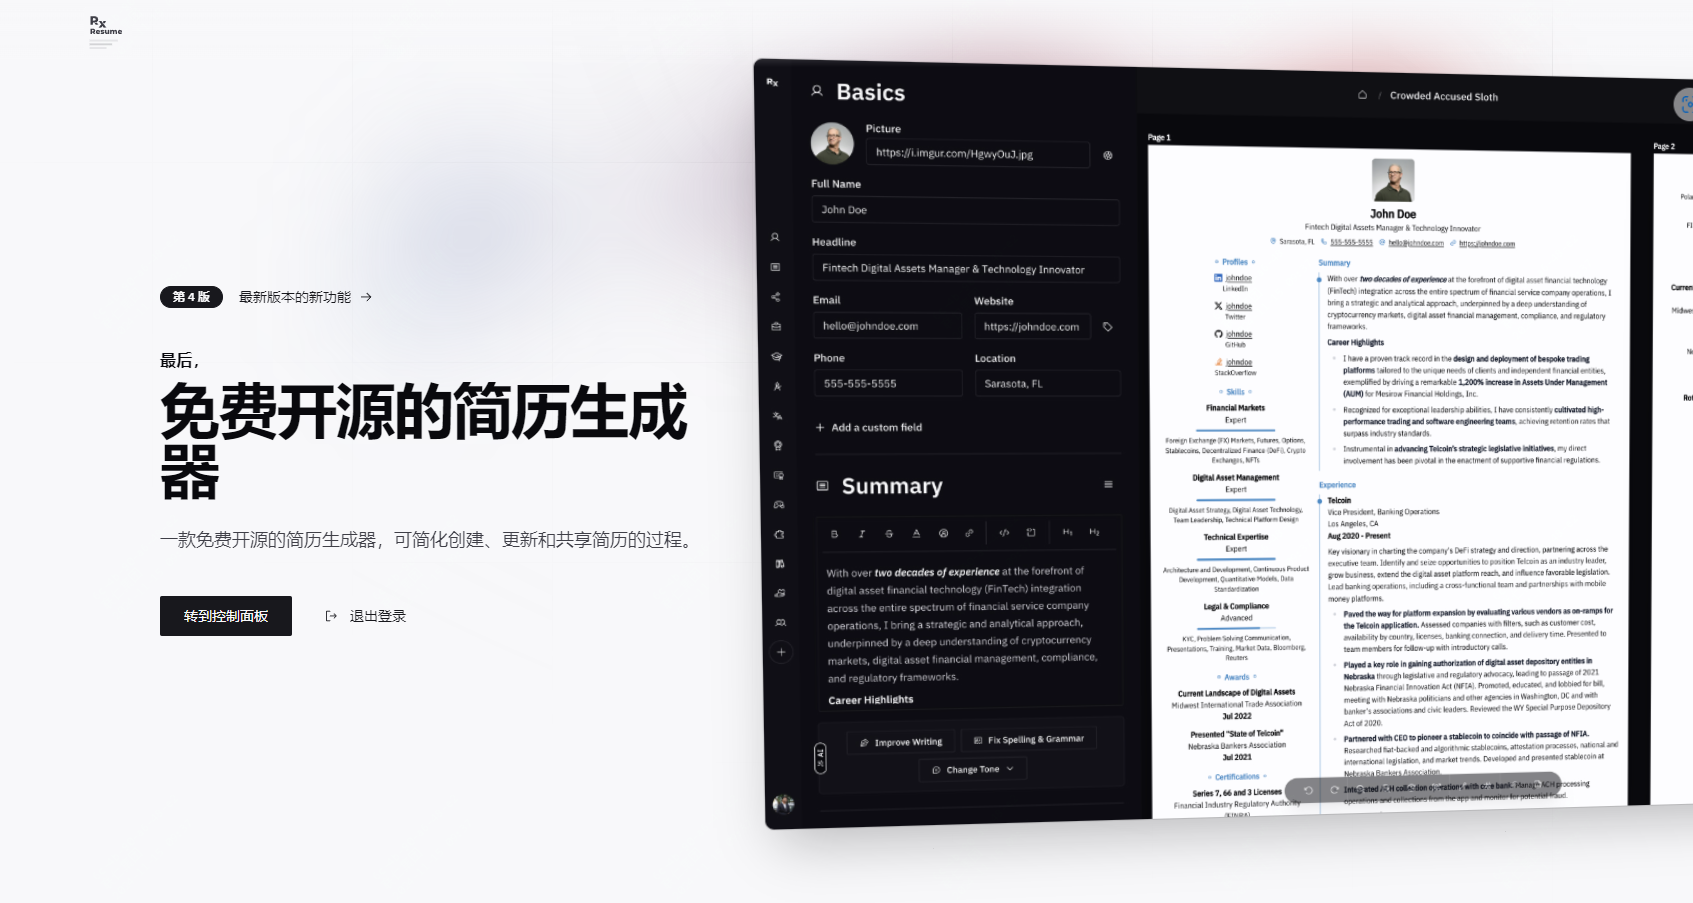 Rx
Resume
第 4 版
最新版本的新功能 →
最后，
免费开源的简历生成
器
一款免费开源的简历生成器，可简化创建、更新和共享简历的过程。
转到控制面板
退出登录
Rx
Basics
Picture
https://i.imgur.com/HgwyOuJ.jpg
Full Name
John Doe
Headline
Fintech Digital Assets Manager & Technology Innovator
Email
Website
hello@johndoe.com
https://johndoe.com
Phone
Location
555-555-5555
Sarasota, FL
+ Add a custom field
Summary
B I S A H1 H2
With over two decades of experience at the forefront of
digital asset financial technology (FinTech) integration
across the entire spectrum of financial service company
operations, I bring a strategic and analytical approach,
underpinned by a deep understanding of cryptocurrency
markets, digital asset financial management, compliance,
and regulatory frameworks.
Career Highlights
AI
Improve Writing
Fix Spelling & Grammar
Change Tone
/ Crowded Accused Sloth
Page 1
John Doe
Fintech Digital Assets Manager & Technology Innovator
Sarasota, FL
555-555-5555
hello@johndoe.com
https://johndoe.com
Profiles
johndoe
LinkedIn
johndoe
Twitter
johndoe
GitHub
johndoe
StackOverflow
Skills
Financial Markets
Expert
Foreign Exchange (FX) Markets, Futures, Options,
Stablecoins, Decentralized Finance (DeFi), Crypto
Exchanges, NFTs
Digital Asset Management
Expert
Digital Asset Strategy, Digital Asset Technology,
Team Leadership, Technical Platform Design
Technical Expertise
Expert
Architecture and Development, Continuous Product
Development, Quantitative Models, Data
Standardization
Legal & Compliance
Advanced
KYC, Problem Solving Communication,
Presentations, Training, Market Data, Bloomberg,
Reuters
Awards
Current Landscape of Digital Assets
Midwest International Trade Association
Jul 2022
Presented "State of Telcoin"
Nebraska Bankers Association
Jul 2021
Certifications
Series 7, 66 and 3 Licenses
Financial Industry Regulatory Authority
(FINRA)
Summary
With over two decades of experience at the forefront of digital asset financial technology
(FinTech) integration across the entire spectrum of financial service company operations, I
bring a strategic and analytical approach, underpinned by a deep understanding of
cryptocurrency markets, digital asset financial management, compliance, and regulatory
frameworks.
Career Highlights
I have a proven track record in the design and deployment of bespoke trading
platforms tailored to the unique needs of clients and independent financial entities,
exemplified by driving a remarkable 1,200% increase in Assets Under Management
(AUM) for Mesirow Financial Holdings, Inc.
Recognized for exceptional leadership abilities, I have consistently cultivated high-
performance trading and software engineering teams, achieving retention rates that
surpass industry standards.
Instrumental in advancing Telcoin's strategic legislative initiatives, my direct
involvement has been pivotal in the enactment of supportive financial regulations.
Experience
Telcoin
Vice President, Banking Operations
Los Angeles, CA
Aug 2020 - Present
Key visionary in charting the company's DeFi strategy and direction, partnering across the
executive team. Identify and seize opportunities to position Telcoin as an industry leader,
grow business, extend the digital asset platform reach, and influence favorable legislation.
Lead banking operations, including a cross-functional team and partnerships with mobile
money platforms.
Paved the way for platform expansion by evaluating various vendors as on-ramps for
the Telcoin application. Assessed companies with filters, such as customer cost,
availability by country, licenses, banking connection, and delivery time. Presented to
team members for follow-up with introductory calls.
Played a key role in gaining authorization of digital asset depository entities in
Nebraska through legislative and regulatory advocacy, leading to passage of 2021
Nebraska Financial Innovation Act (NFIA). Promoted, educated, and lobbied for bill,
meeting with Nebraska politicians and other agencies in Washington, DC and with
banker's associations and civic leaders. Reviewed the WY Special Purpose Depository
Act of 2020.
Partnered with CEO to pioneer a stablecoin to coincide with passage of NFIA.
Researched fiat-backed and algorithmic stablecoins, attestation processes, national and
international legislation, and market trends. Developed and presented stablecoin at
Nebraska Bankers Association.
Integrated ACH collection operations with core bank. Manage ACH processing
operations and collections from the app and monitor for potential fraud.
Page 2